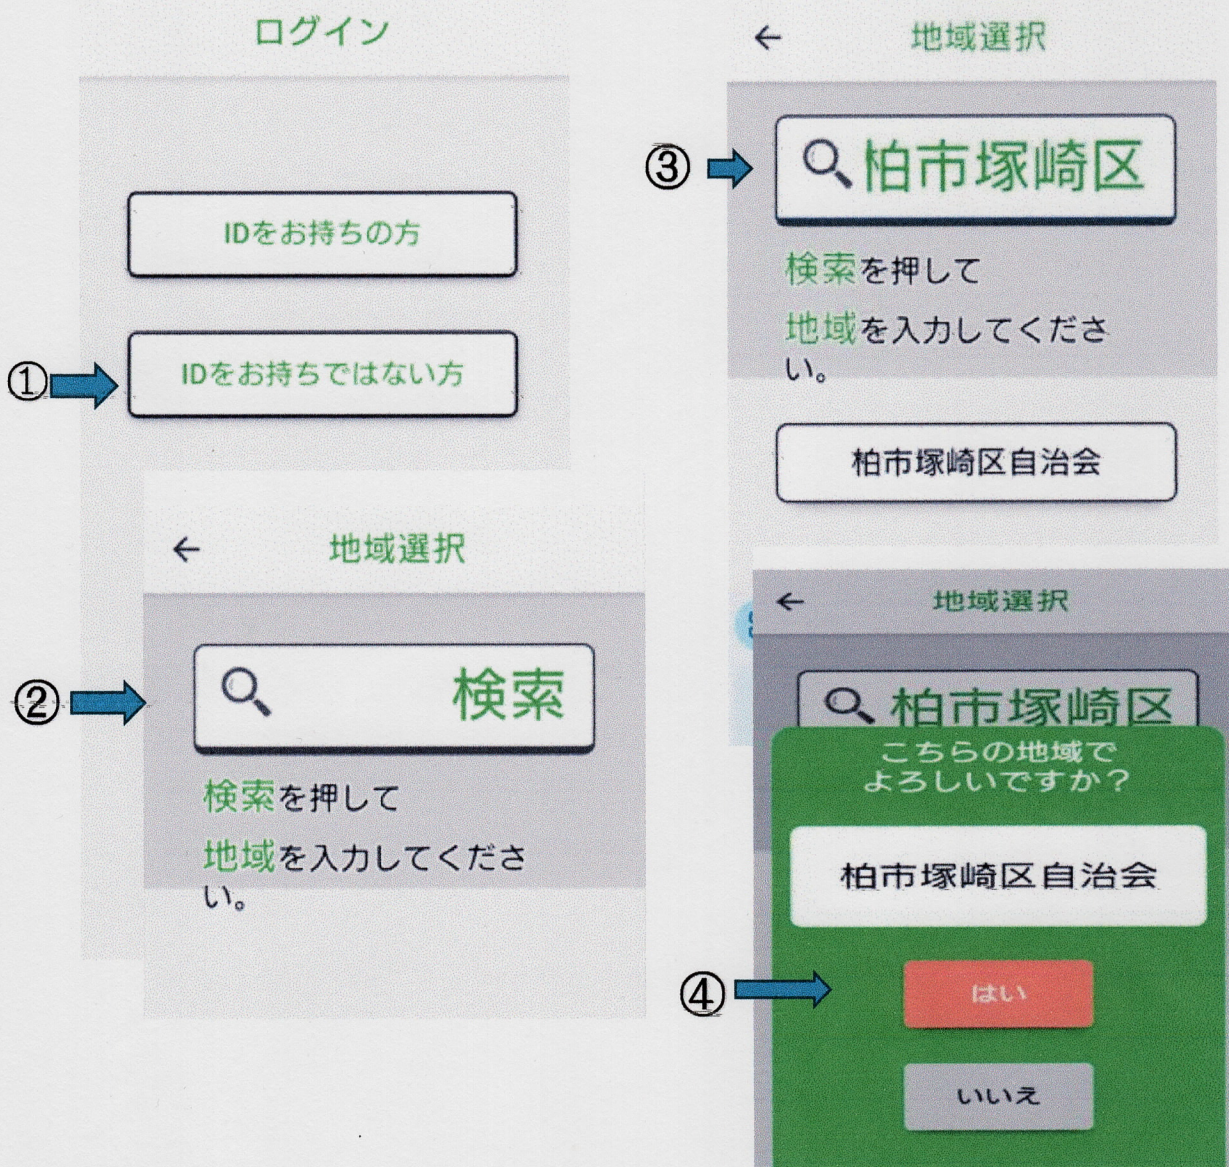 ログイン
IDをお持ちの方
①
IDをお持ちではない方
地域選択
②
検索
検索を押して
地域を入力してくださ
い。
地域選択
③
柏市塚崎区
検索を押して
地域を入力してくださ
い。
柏市塚崎区自治会
地域選択
柏市塚崎区
こちらの地域で
よろしいですか？
柏市塚崎区自治会
④
はい
いいえ